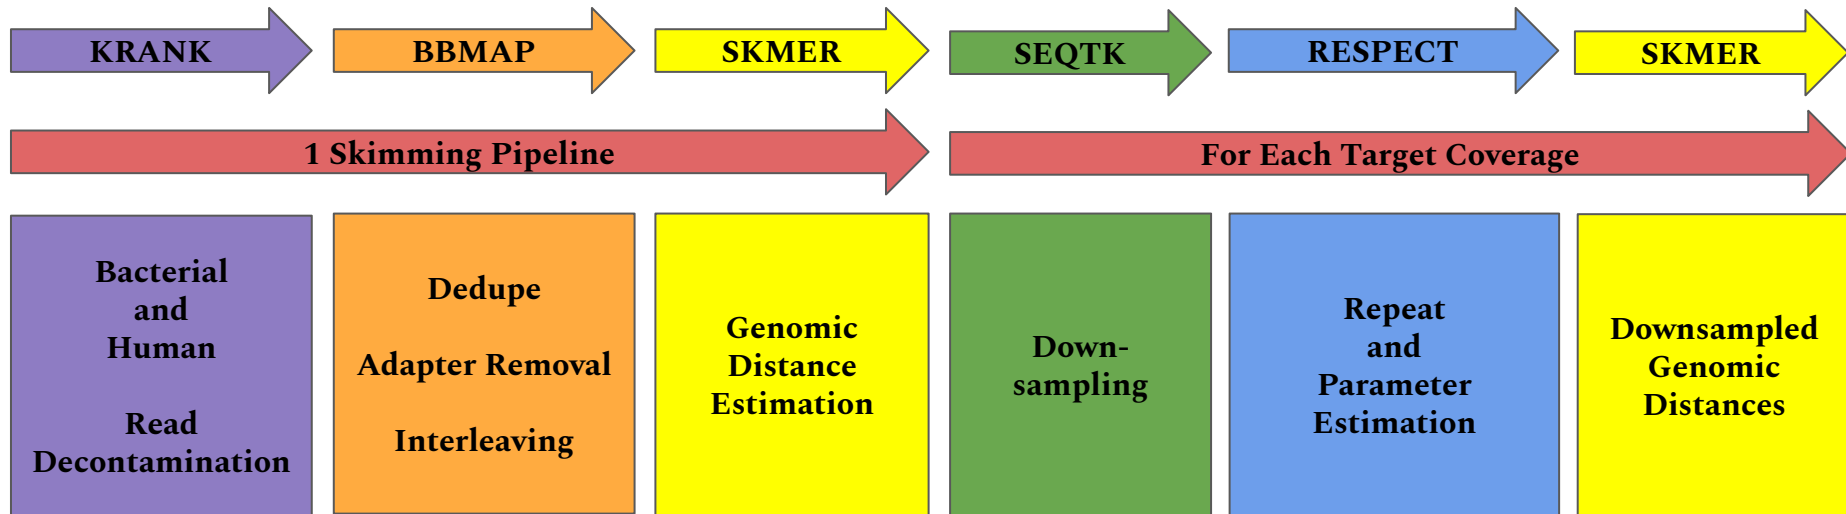 KRANK
BBMAP
SKMER
SEQTK
RESPECT
SKMER
1 Skimming Pipeline
For Each Target Coverage
Bacterial
and
Human
Read
Decontamination
Dedupe
Adapter Removal
Interleaving
Genomic
Distance
Estimation
Down-
sampling
Repeat
and
Parameter
Estimation
Downsampled
Genomic
Distances